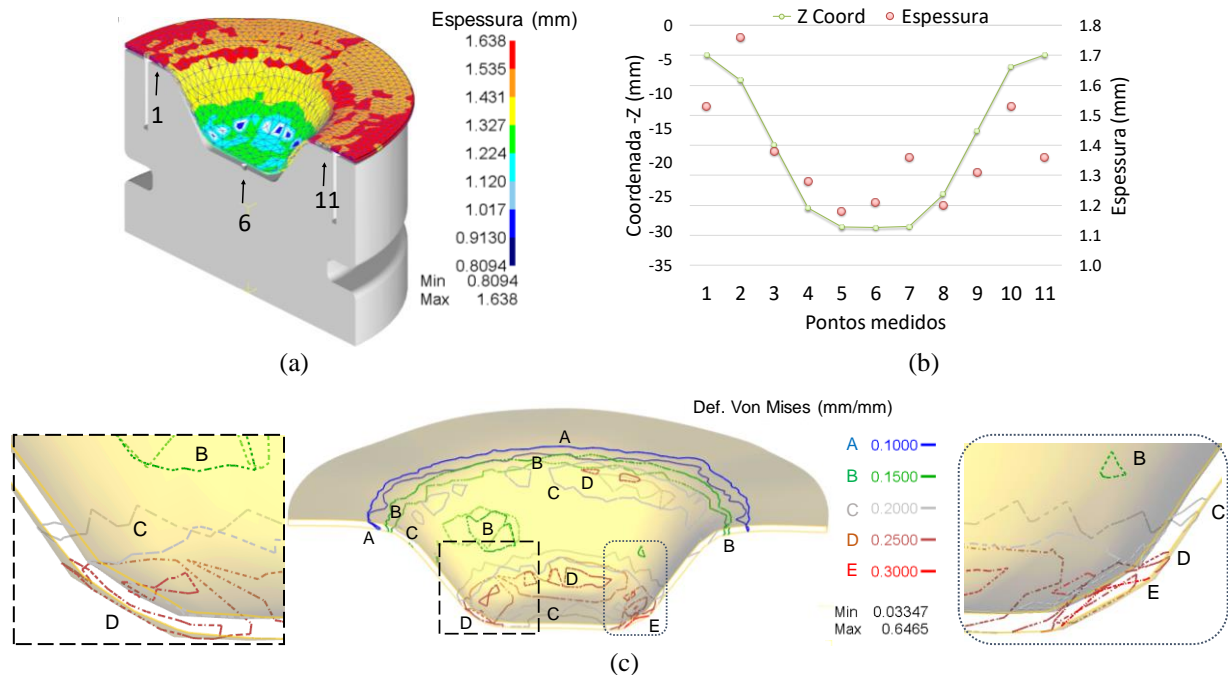 Espessura (mm)
1.638
1.535
1.431
1.327
1.224
1.120
1.017
0.9130
0.8094
Min 0.8094
Max 1.638
1
6
11
(a)
Z Coord
Espessura
Coordenada -Z (mm)
0
-5
-10
-15
-20
-25
-30
-35
1.8
1.7
1.6
1.5
1.4
1.3
1.2
1.1
1.0
Espessura (mm)
1 2 3 4 5 6 7 8 9 10 11
Pontos medidos
(b)
B
C
D
A
B
D
C
B
C
A
B
B
D
C
D
E
Def. Von Mises (mm/mm)
A 0.1000
B 0.1500
C 0.2000
D 0.2500
E 0.3000
Min 0.03347
Max 0.6465
B
C
D
E
(c)